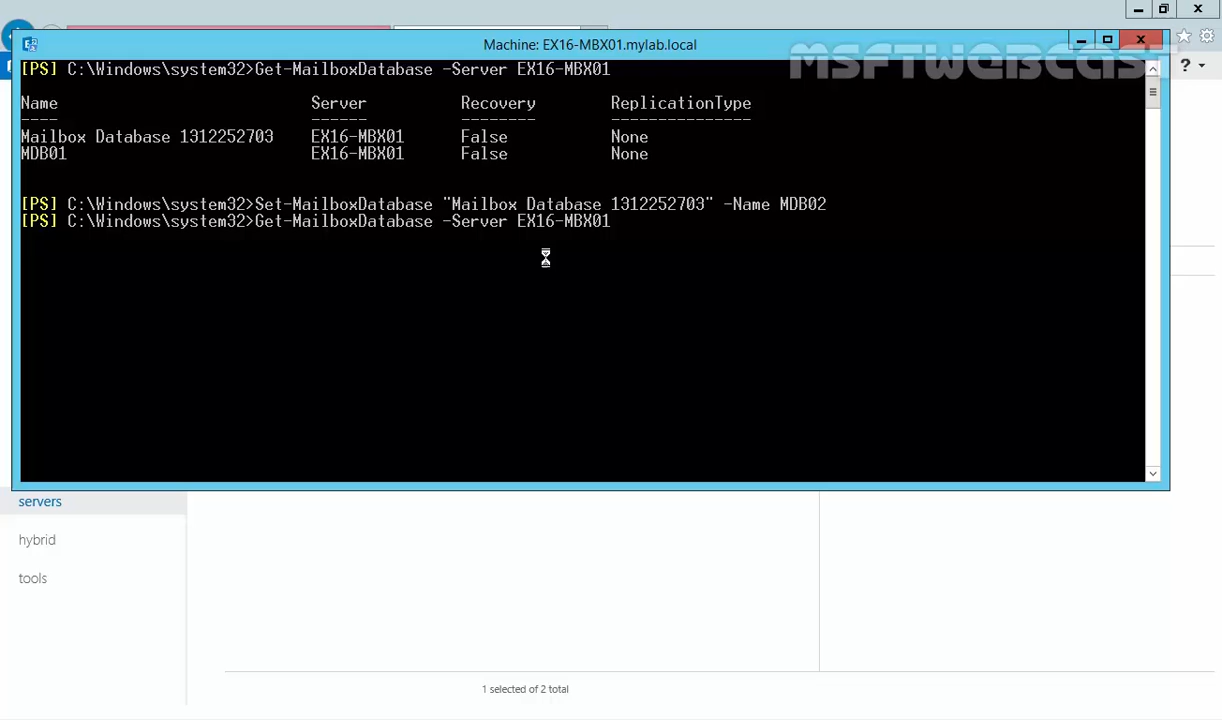 Machine: EX16-MBX01.mylab.local
MSFTWEBCAST
[PS] C:\Windows\system32>Get-MailboxDatabase -Server EX16-MBX01
Name Server Recovery ReplicationType
---- ------ -------- ---------------
Mailbox Database 1312252703 EX16-MBX01 False None
MDB01 EX16-MBX01 False None
[PS] C:\Windows\system32>Set-MailboxDatabase "Mailbox Database 1312252703" -Name MDB02
[PS] C:\Windows\system32>Get-MailboxDatabase -Server EX16-MBX01
servers
hybrid
tools
1 selected of 2 total